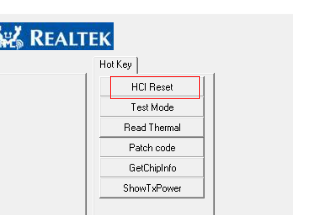 REALTEK
Hot Key
HCI Reset
Test Mode
Read Thermal
Patch code
GetChipInfo
ShowTxPower